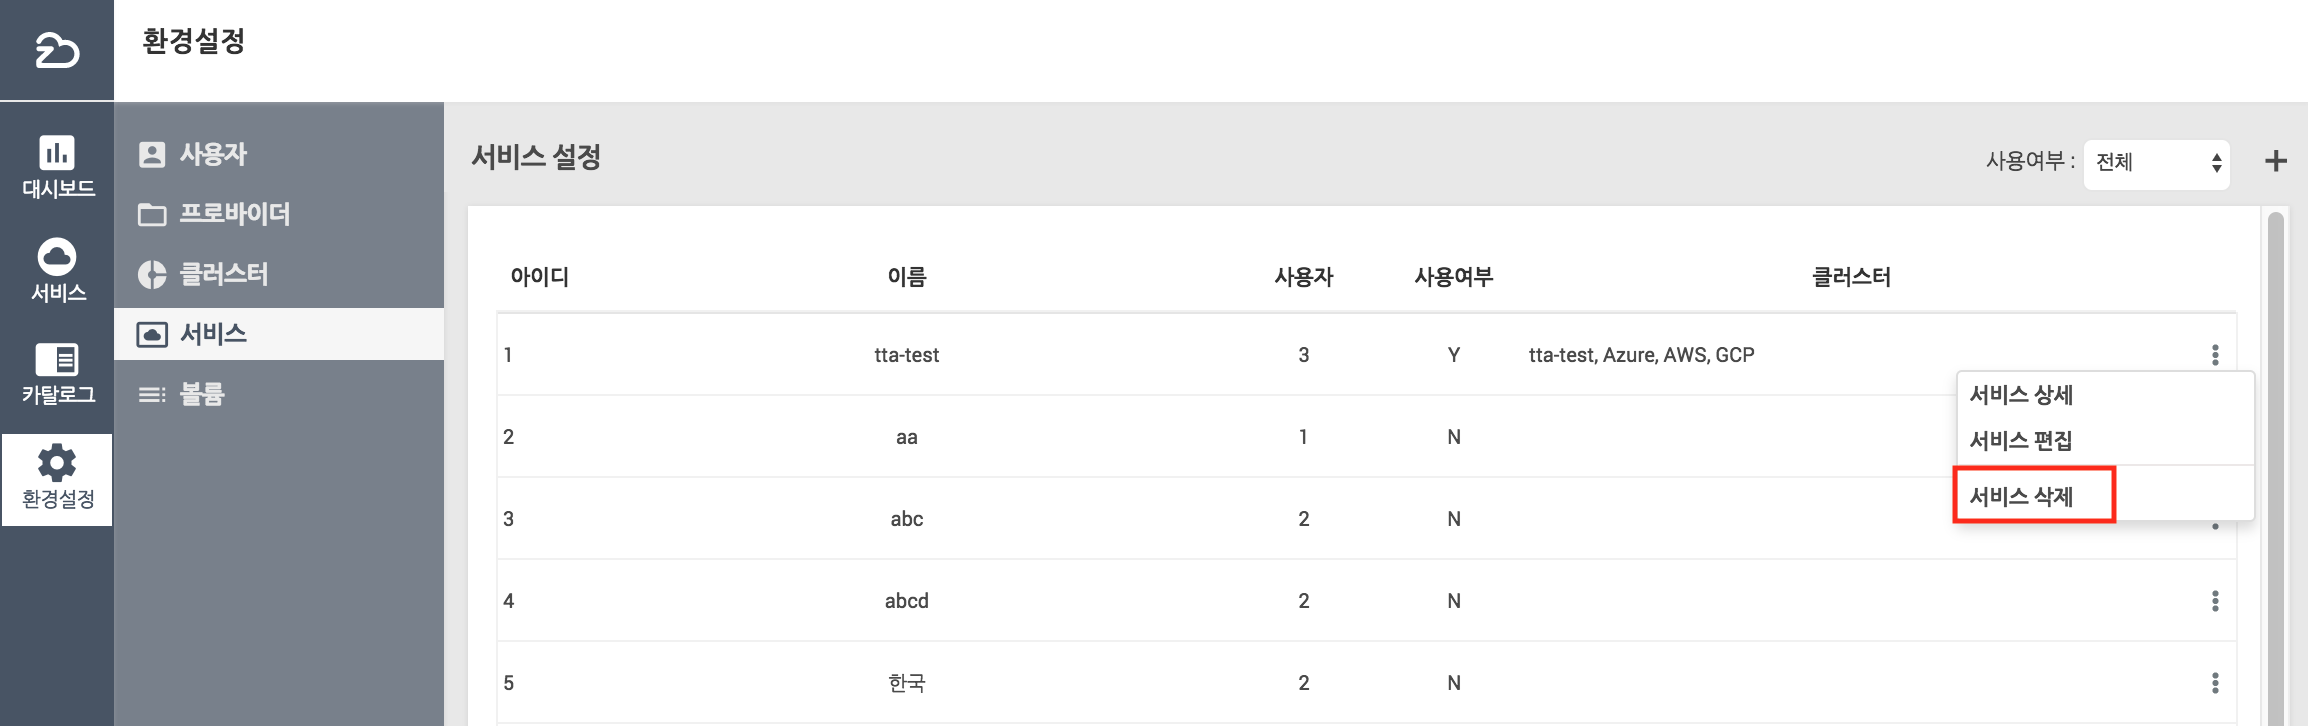 환경설정
대시보드
서비스
카탈로그
환경설정
사용자
프로바이더
클러스터
서비스
볼륨
서비스 설정
사용여부 : 전체
아이디 이름 사용자 사용여부 클러스터
1 tta-test 3 Y tta-test, Azure, AWS, GCP
서비스 상세
서비스 편집
서비스 삭제
2 aa 1 N
3 abc 2 N
4 abcd 2 N
5 한국 2 N